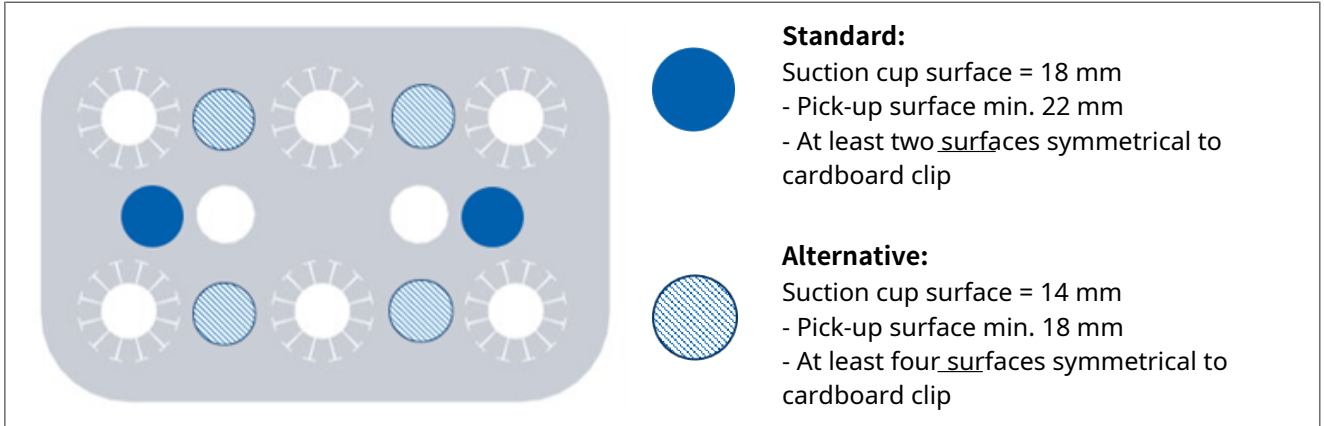 Standard:
Suction cup surface = 18 mm
- Pick-up surface min. 22 mm
- At least two surfaces symmetrical to
cardboard clip
Alternative:
Suction cup surface = 14 mm
- Pick-up surface min. 18 mm
- At least four surfaces symmetrical to
cardboard clip